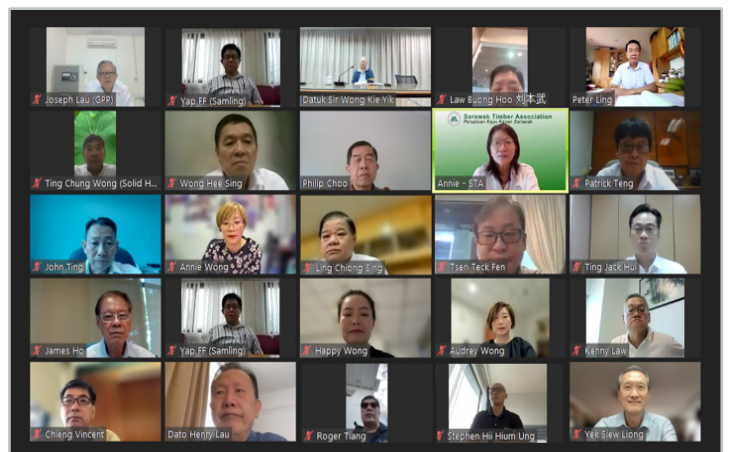 Joseph Lau (GPP)
Yap FF (Samling)
Datuk Sir Wong Kie Yik
Law Buong Hoo 刘本武
Peter Ling
Ting Chung Wong (Solid H...
Wong Hee Sing
Philip Choo
Sarawak Timber Association
Persatuan Kayu Kayan Sarawak
Annie - STA
Patrick Teng
John Ting
Annie Wong
Ling Chiong Sing
Tsen Teck Fen
Ting Jack Hui
James Ho
Yap FF (Samling)
Happy Wong
Audrey Wong
Kenny Law
Chieng Vincent
Dato Henry Lau
Roger Tiang
Stephen Hii Hium Ung
Yek Siew Liong